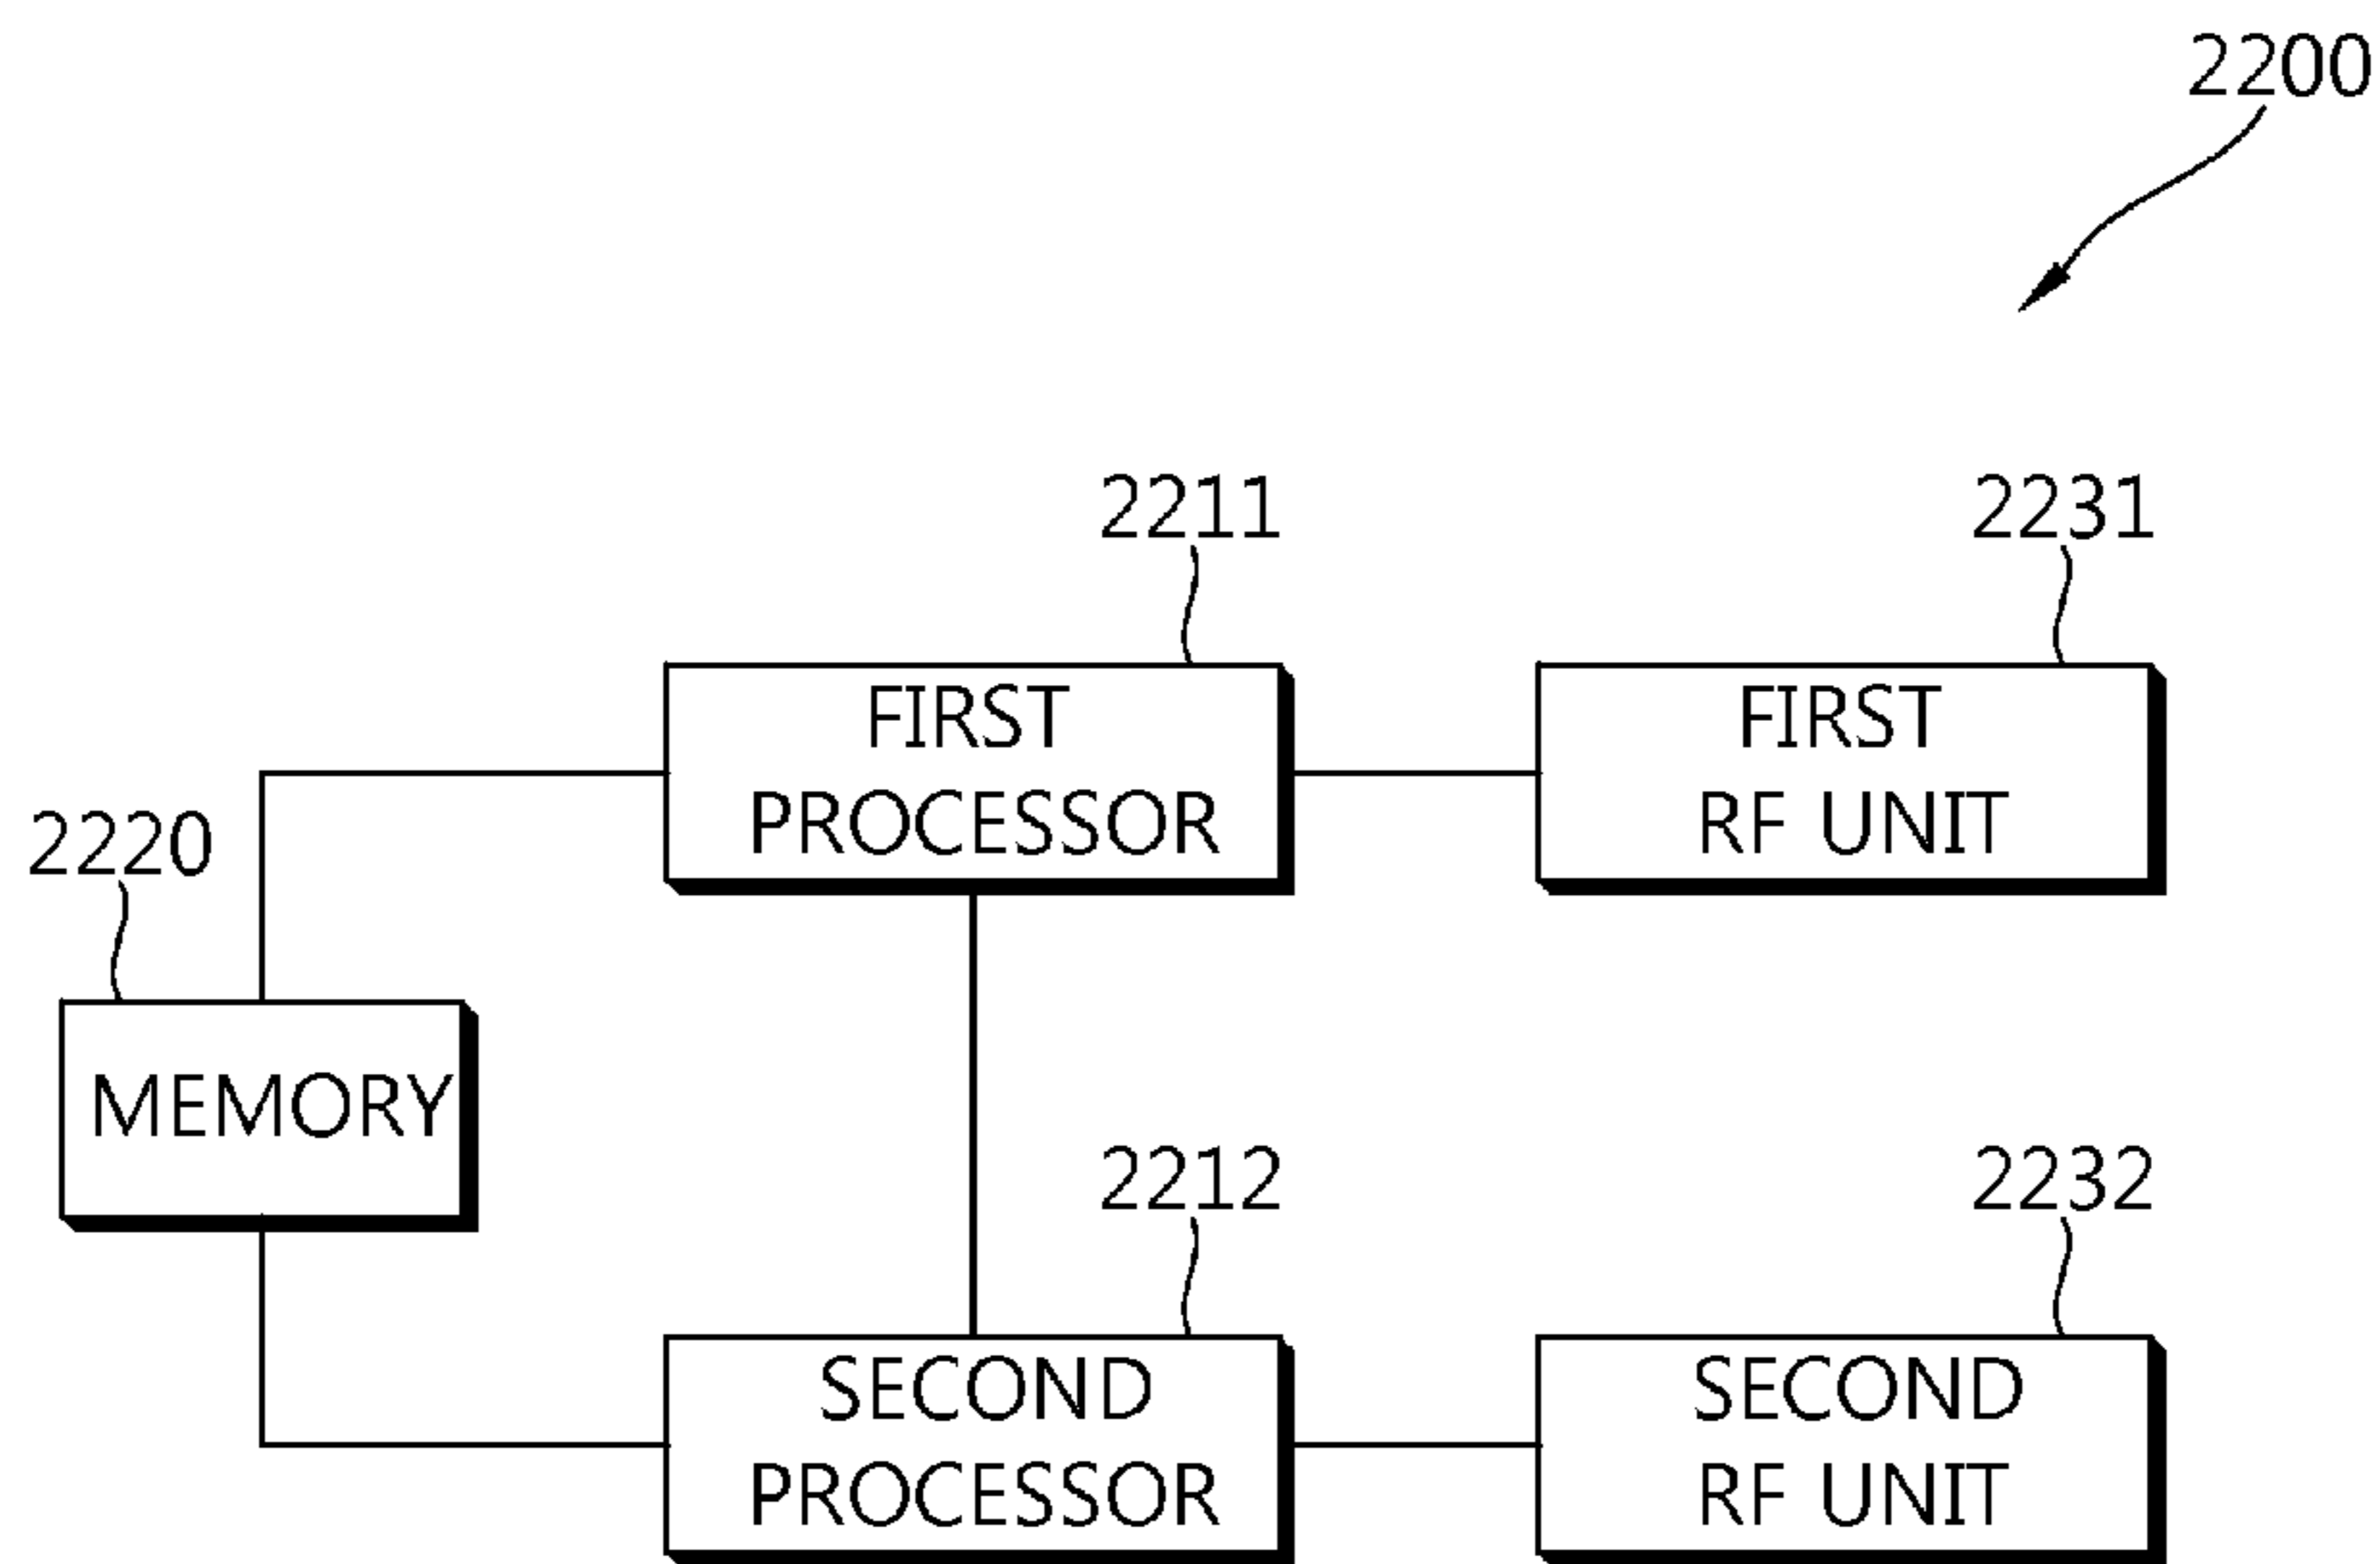 2200
2211
2231
FIRST
PROCESSOR
FIRST
RF UNIT
2220
MEMORY
2212
2232
SECOND
PROCESSOR
SECOND
RF UNIT